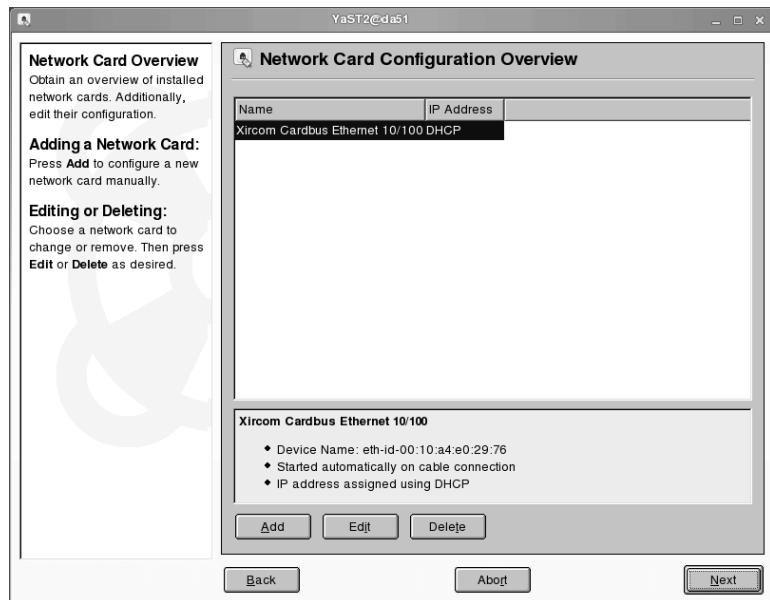 YaST2@da51
Network Card Overview
Obtain an overview of installed
network cards. Additionally,
edit their configuration.
Adding a Network Card:
Press Add to configure a new
network card manually.
Editing or Deleting:
Choose a network card to
change or remove. Then press
Edit or Delete as desired.
Network Card Configuration Overview
Name IP Address
Xircom Cardbus Ethernet 10/100 DHCP
Xircom Cardbus Ethernet 10/100
Device Name: eth-id-00:10:a4:e0:29:76
Started automatically on cable connection
IP address assigned using DHCP
Add Edit Delete
Back Abort Next